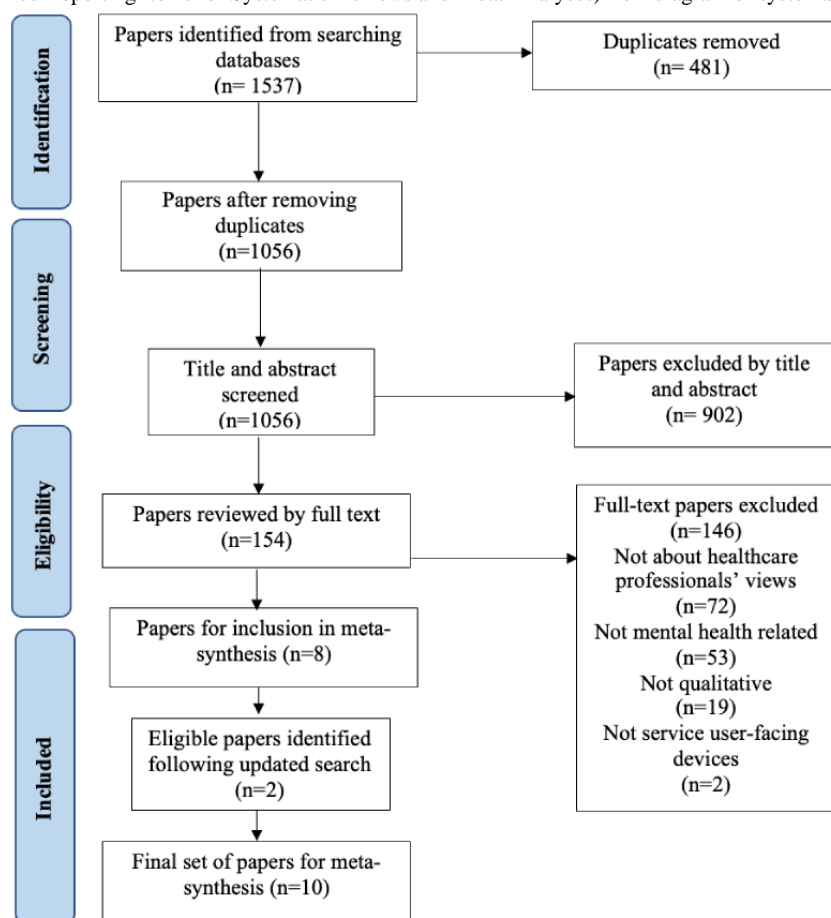 Papers identified from searching
databases
(n= 1537)
Duplicates removed
(n= 481)
Identification
Papers after removing
duplicates
(n=1056)
Screening
Title and abstract
screened
(n=1056)
Papers excluded by title
and abstract
(n= 902)
Eligibility
Papers reviewed by full text
(n=154)
Full-text papers excluded
(n=146)
Not about healthcare
professionals’ views
(n=72)
Not mental health related
(n=53)
Not qualitative
(n=19)
Not service user-facing
devices
(n=2)
Papers for inclusion in meta-
synthesis (n=8)
Included
Eligible papers identified
following updated search
(n=2)
Final set of papers for meta-
synthesis (n=10)